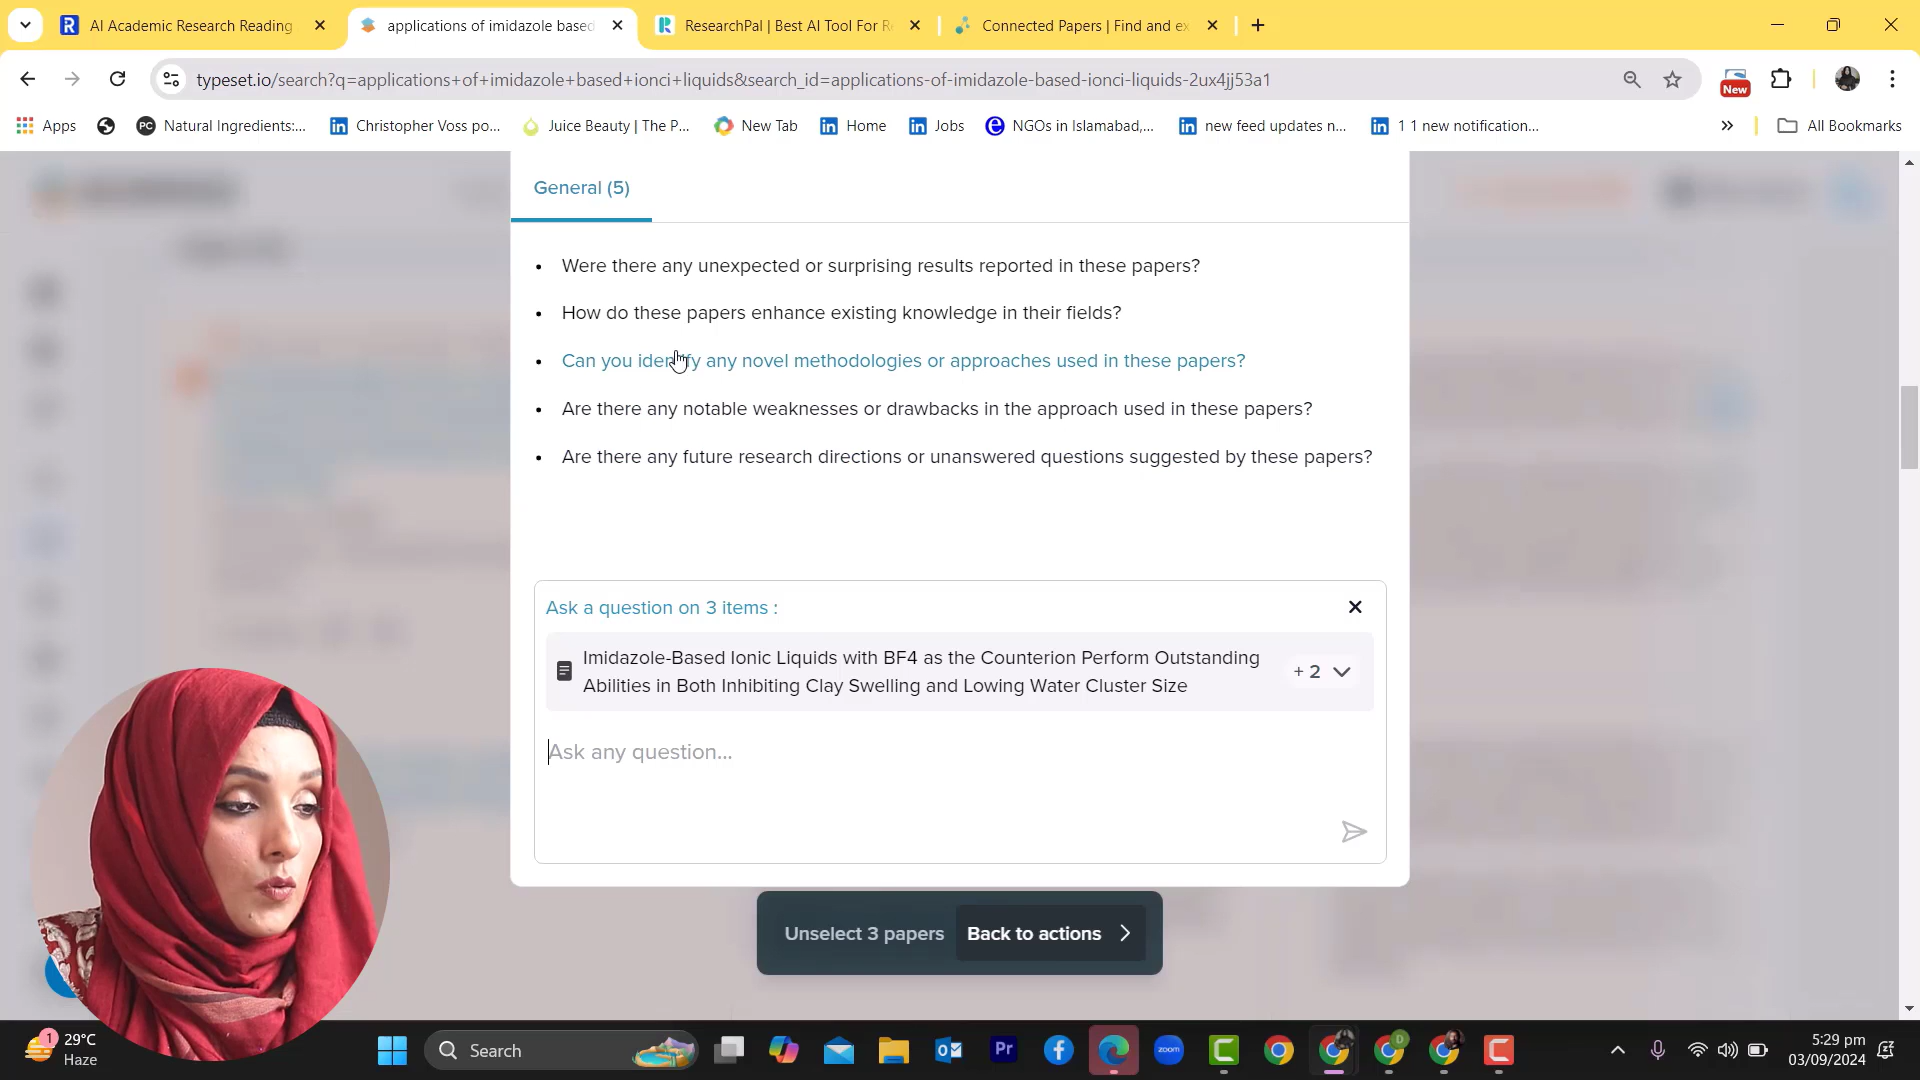 AI Academic Research Reading
applications of imidazole based
ResearchPal | Best AI Tool For Re
Connected Papers | Find and ex
typeset.io/search?q=applications+of+imidazole+based+ionci+liquids&search_id=applications-of-imidazole-based-ionci-liquids-2ux4jj53a1
New
Apps
Natural Ingredients:...
Christopher Voss po...
Juice Beauty | The P...
New Tab
Home
Jobs
NGOs in Islamabad,...
new feed updates n...
1 1 new notification...
All Bookmarks
General (5)
• Were there any unexpected or surprising results reported in these papers?
• How do these papers enhance existing knowledge in their fields?
• Can you identify any novel methodologies or approaches used in these papers?
• Are there any notable weaknesses or drawbacks in the approach used in these papers?
• Are there any future research directions or unanswered questions suggested by these papers?
Ask a question on 3 items :
Imidazole-Based Ionic Liquids with BF4 as the Counterion Perform Outstanding
Abilities in Both Inhibiting Clay Swelling and Lowing Water Cluster Size
+ 2
Ask any question...
Unselect 3 papers
Back to actions
1
29°C
Haze
Search
Pr
zoom
D
5:29 pm
03/09/2024